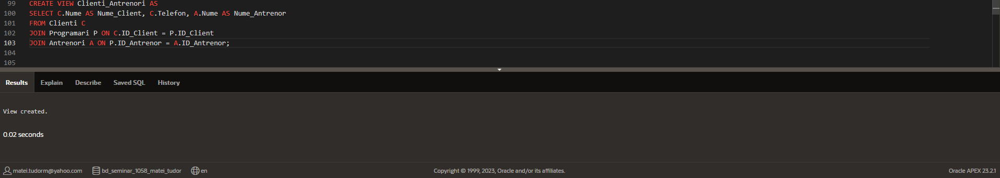 99 CREATE VIEW Clienti_Antrenori AS
100 SELECT C.Nume AS Nume_Client, C.Telefon, A.Nume AS Nume_Antrenor
101 FROM Clienti C
102 JOIN Programari P ON C.ID_Client = P.ID_Client
103 JOIN Antrenori A ON P.ID_Antrenor = A.ID_Antrenor;
104
105
Results Explain Describe Saved SQL History
View created.
0.02 seconds
matei.tudorm@yahoo.com bd_seminar_1058_matei_tudor en Copyright © 1999, 2023, Oracle and/or its affiliates. Oracle APEX 23.2.1